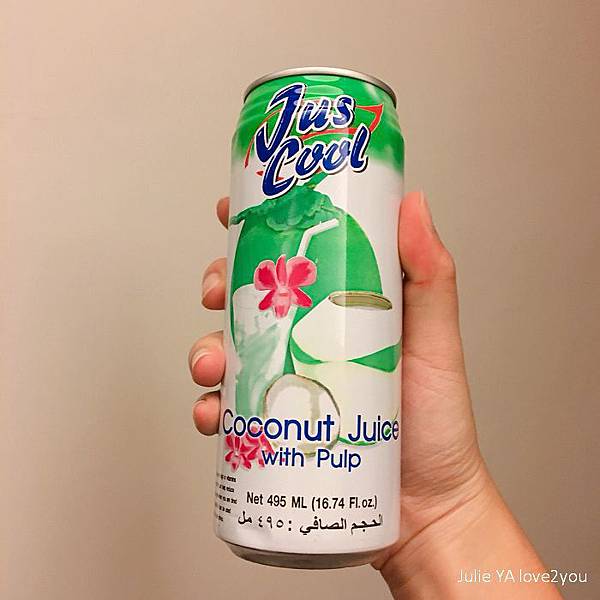 Jus
Cool
Coconut Juice
with Pulp
Net 495 ML (16.74 Fl.oz.)
الحجم الصافي : ٤٩٥ مل
Julie YA love2you